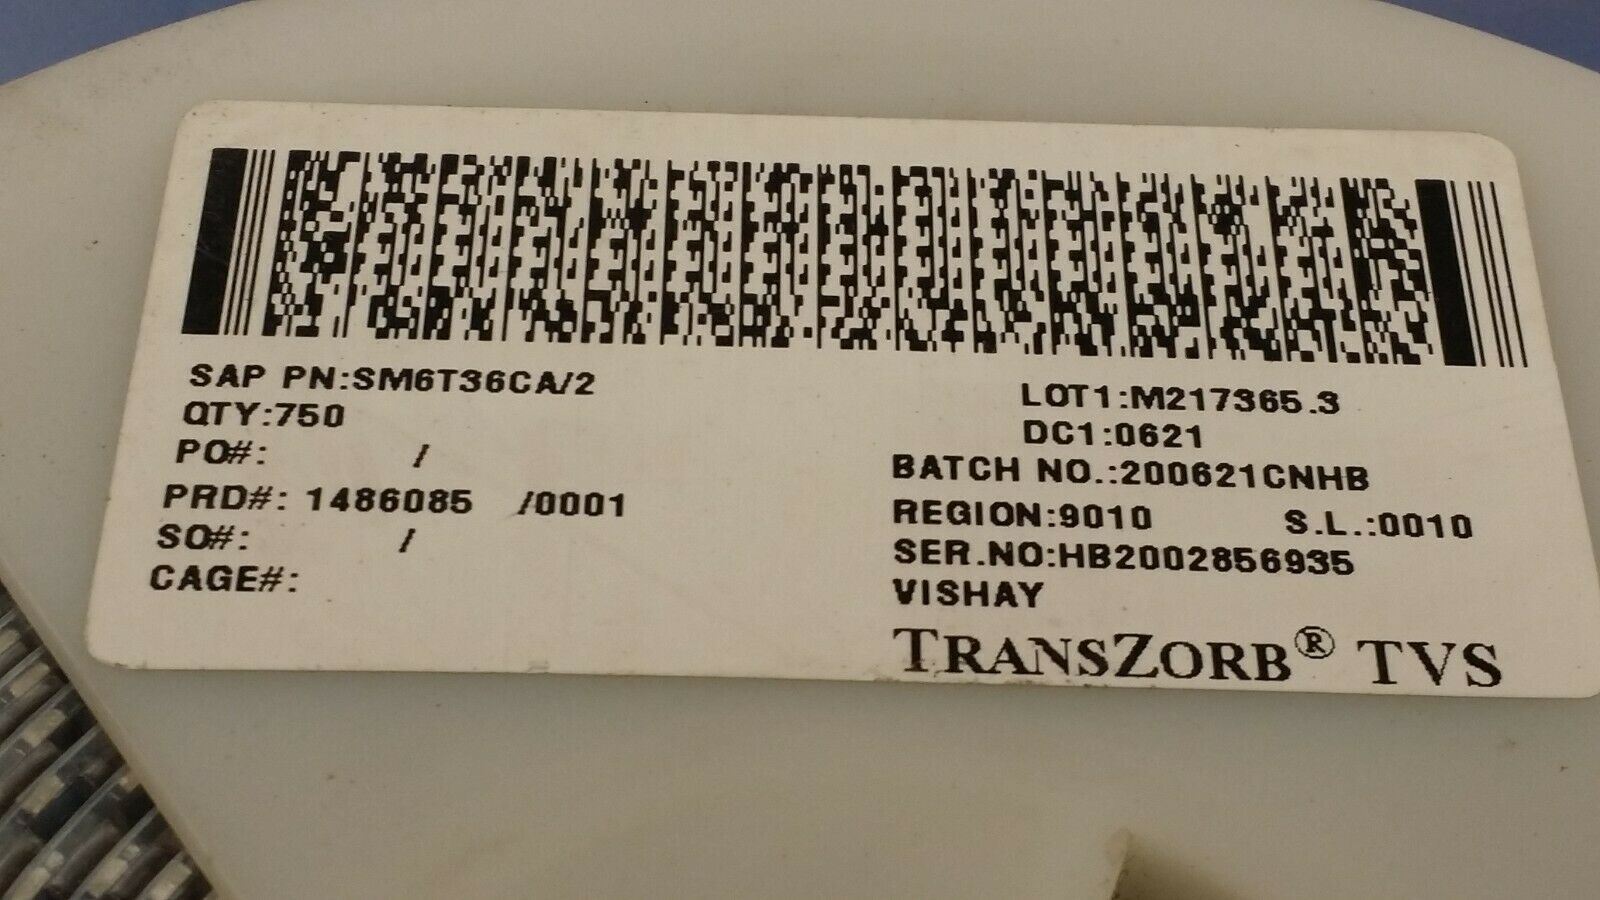 SAP PN:SM6T36CA/2
QTY:750
PO#: /
PRD#: 1486085 /0001
SO#: /
CAGE#:
LOT1:M217365.3
DC1:0621
BATCH NO.:200621CNHB
REGION:9010 S.L.:0010
SER.NO:HB2002856935
VISHAY
TRANSZORB® TVS